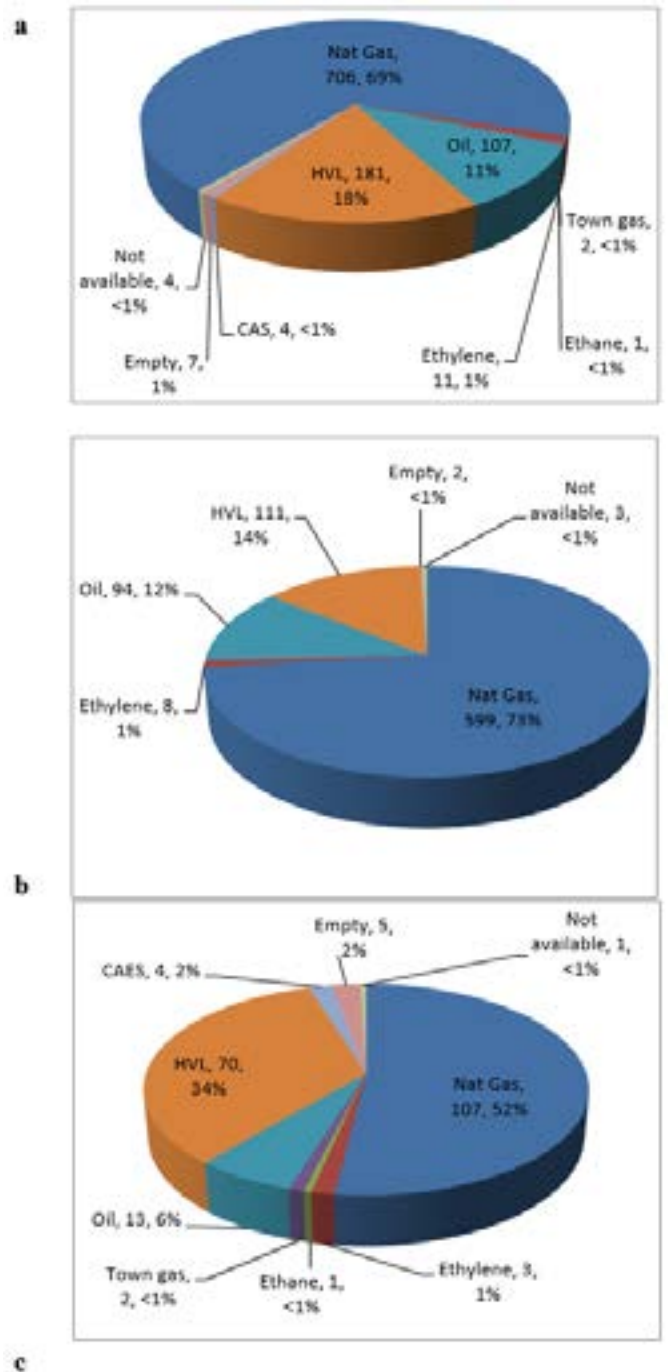 a
Nat Gas,
706, 69%
Oil, 107,
11%
HVL, 181,
18%
Town gas,
2, <1%
Not
available, 4,
<1%
CAS, 4, <1%
Empty, 7,
1%
Ethylene,
11, 1%
Ethane, 1,
<1%
b
Empty, 2,
<1%
Not
available, 3,
<1%
HVL, 111,
14%
Oil, 94, 12%
Ethylene, 8,
1%
Nat Gas,
599, 73%
c
Empty, 5,
2%
Not
available, 1,
<1%
CAES, 4, 2%
HVL, 70,
34%
Nat Gas,
107, 52%
Oil, 13, 6%
Town gas,
2, <1%
Ethane, 1,
<1%
Ethylene, 3,
1%